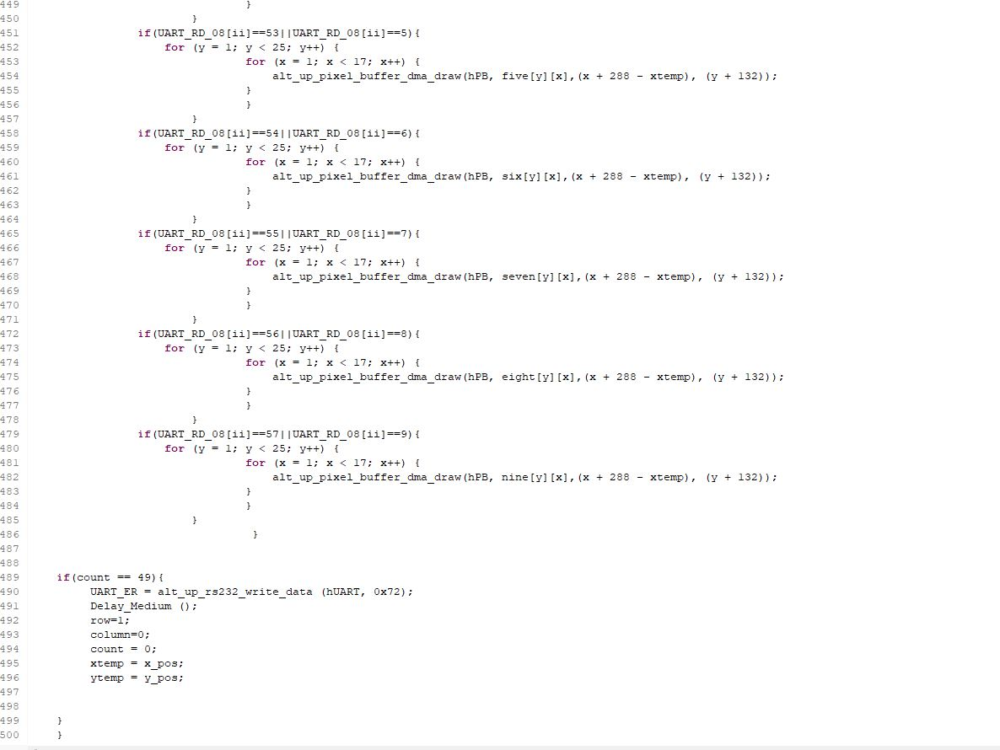 449                                 }
450                         }
451                 if(UART_RD_08[ii]==53||UART_RD_08[ii]==5){
452                     for (y = 1; y < 25; y++) {
453                                 for (x = 1; x < 17; x++) {
454                                     alt_up_pixel_buffer_dma_draw(hPB, five[y][x],(x + 288 - xtemp), (y + 132));
455                                 }
456                                 }
457                         }
458                 if(UART_RD_08[ii]==54||UART_RD_08[ii]==6){
459                     for (y = 1; y < 25; y++) {
460                                 for (x = 1; x < 17; x++) {
461                                     alt_up_pixel_buffer_dma_draw(hPB, six[y][x],(x + 288 - xtemp), (y + 132));
462                                 }
463                                 }
464                         }
465                 if(UART_RD_08[ii]==55||UART_RD_08[ii]==7){
466                     for (y = 1; y < 25; y++) {
467                                 for (x = 1; x < 17; x++) {
468                                     alt_up_pixel_buffer_dma_draw(hPB, seven[y][x],(x + 288 - xtemp), (y + 132));
469                                 }
470                                 }
471                         }
472                 if(UART_RD_08[ii]==56||UART_RD_08[ii]==8){
473                     for (y = 1; y < 25; y++) {
474                                 for (x = 1; x < 17; x++) {
475                                     alt_up_pixel_buffer_dma_draw(hPB, eight[y][x],(x + 288 - xtemp), (y + 132));
476                                 }
477                                 }
478                         }
479                 if(UART_RD_08[ii]==57||UART_RD_08[ii]==9){
480                     for (y = 1; y < 25; y++) {
481                                 for (x = 1; x < 17; x++) {
482                                     alt_up_pixel_buffer_dma_draw(hPB, nine[y][x],(x + 288 - xtemp), (y + 132));
483                                 }
484                                 }
485                         }
486                                  }
487
488
489     if(count == 49){
490          UART_ER = alt_up_rs232_write_data (hUART, 0x72);
491          Delay_Medium ();
492          row=1;
493          column=0;
494          count = 0;
495          xtemp = x_pos;
496          ytemp = y_pos;
497
498
499     }
500     }